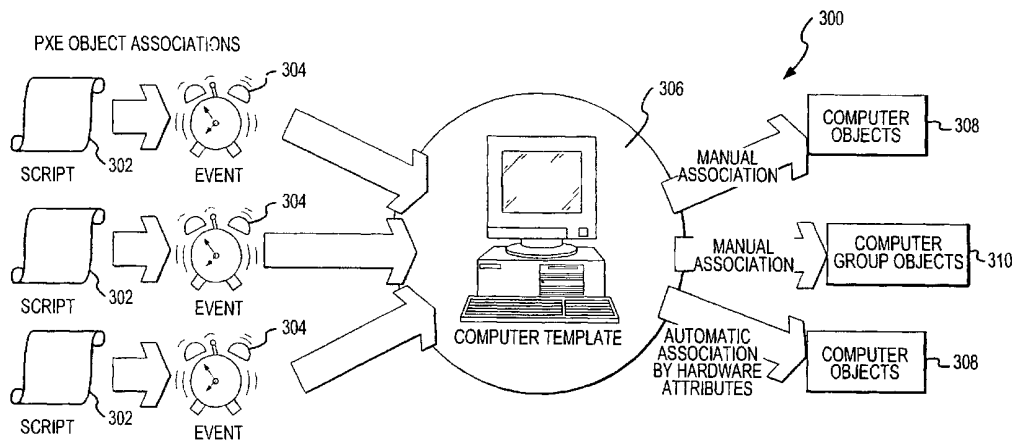 PXE OBJECT ASSOCIATIONS
300
304
302
SCRIPT
EVENT
304
302
SCRIPT
EVENT
304
302
SCRIPT
EVENT
306
COMPUTER TEMPLATE
MANUAL
ASSOCIATION
COMPUTER
OBJECTS
308
MANUAL
ASSOCIATION
COMPUTER
GROUP OBJECTS
310
AUTOMATIC
ASSOCIATION
BY HARDWARE
ATTRIBUTES
COMPUTER
OBJECTS
308